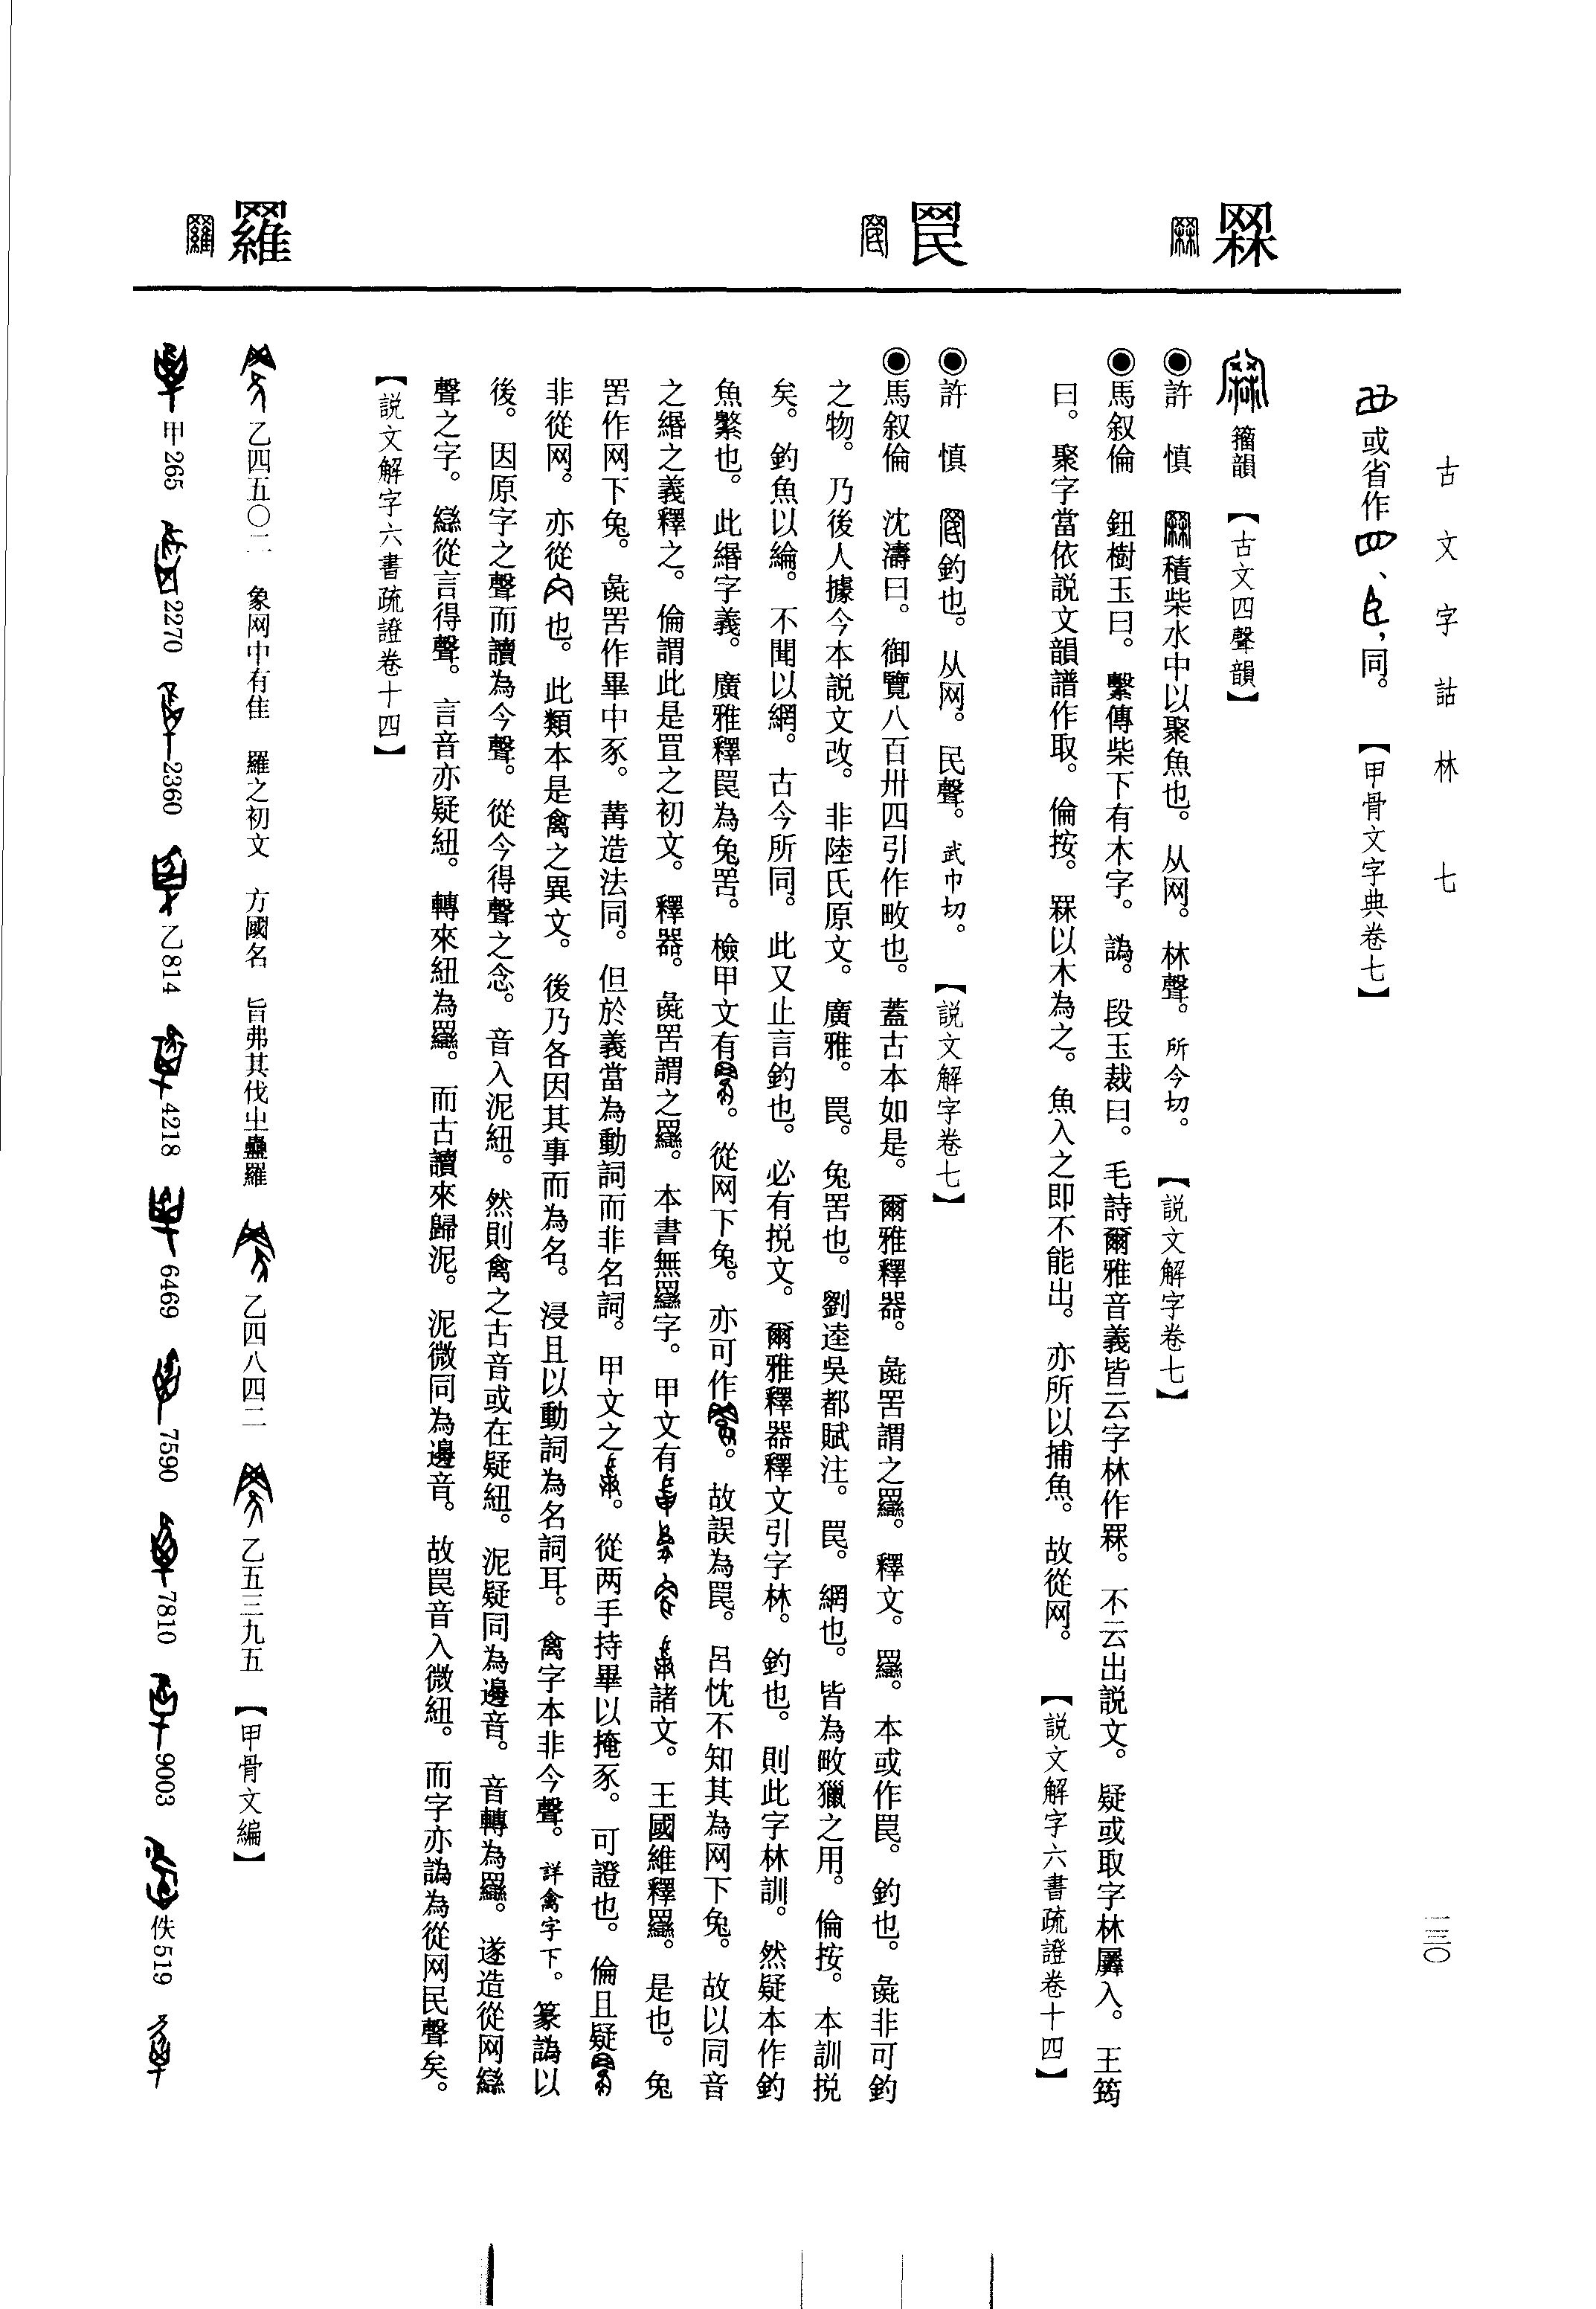 古文字詁林 七
一三〇
或省作、同。 【甲骨文字典卷七】
罧
籀韻 【古文四聲韻】
許 慎 積柴水中以聚魚也。从网。林聲。所今切。 【説文解字卷七】
馬叙倫 鈕樹玉曰。繫傳柴下有木字。譌。段玉裁曰。毛詩爾雅音義皆云字林作罧。不云出説文。疑或取字林羼入。王筠
曰。聚字當依説文韻譜作取。倫按。罧以木為之。魚入之即不能出。亦所以捕魚。故從网。 【説文解字六書疏證卷十四】
罠
許 慎 釣也。从网。民聲。武巾切。 【説文解字卷七】
馬叙倫 沈濤曰。御覽八百卅四引作畋也。蓋古本如是。爾雅釋器。彘罟謂之羉。釋文。羉。本或作罠。釣也。彘非可釣
之物。乃後人據今本説文改。非陸氏原文。廣雅。罠。兔罟也。劉逵吳都賦注。罠。網也。皆為畋獵之用。倫按。本訓捝
矣。釣魚以綸。不聞以網。古今所同。此又止言釣也。必有捝文。爾雅釋器釋文引字林。釣也。則此字林訓。然疑本作釣
魚繁也。此緡字義。廣雅釋罠為兔罟。檢甲文有。從网下兔。亦可作。故誤為罠。呂忱不知其為网下兔。故以同音
之緡之義釋之。倫謂此是罝之初文。釋器。彘罟謂之羉。本書無羉字。甲文有諸文。王國維釋羉。是也。兔
罟作网下兔。彘罟作畢中豕。冓造法同。但於義當為動詞而非名詞。甲文之。從两手持畢以掩豕。可證也。倫且疑
非從网。亦從也。此類本是禽之異文。後乃各因其事而為名。浸且以動詞為名詞耳。禽字本非今聲。詳禽字下。篆譌以
後。因原字之聲而讀為今聲。從今得聲之念。音入泥紐。然則禽之古音或在疑紐。泥疑同為邊音。音轉為羉。遂造從网䜌
聲之字。䜌從言得聲。言音亦疑紐。轉來紐為羉。而古讀來歸泥。泥微同為邊音。故罠音入微紐。而字亦譌為從网民聲矣。
【説文解字六書疏證卷十四】
羅
乙四五〇二 象网中有隹 羅之初文 方國名 旨弗其伐㞢蠱羅 乙四八四二 乙五三九五 【甲骨文編】
甲265 2270 2360 乙814 4218 6469 7590 7810 9003 佚519